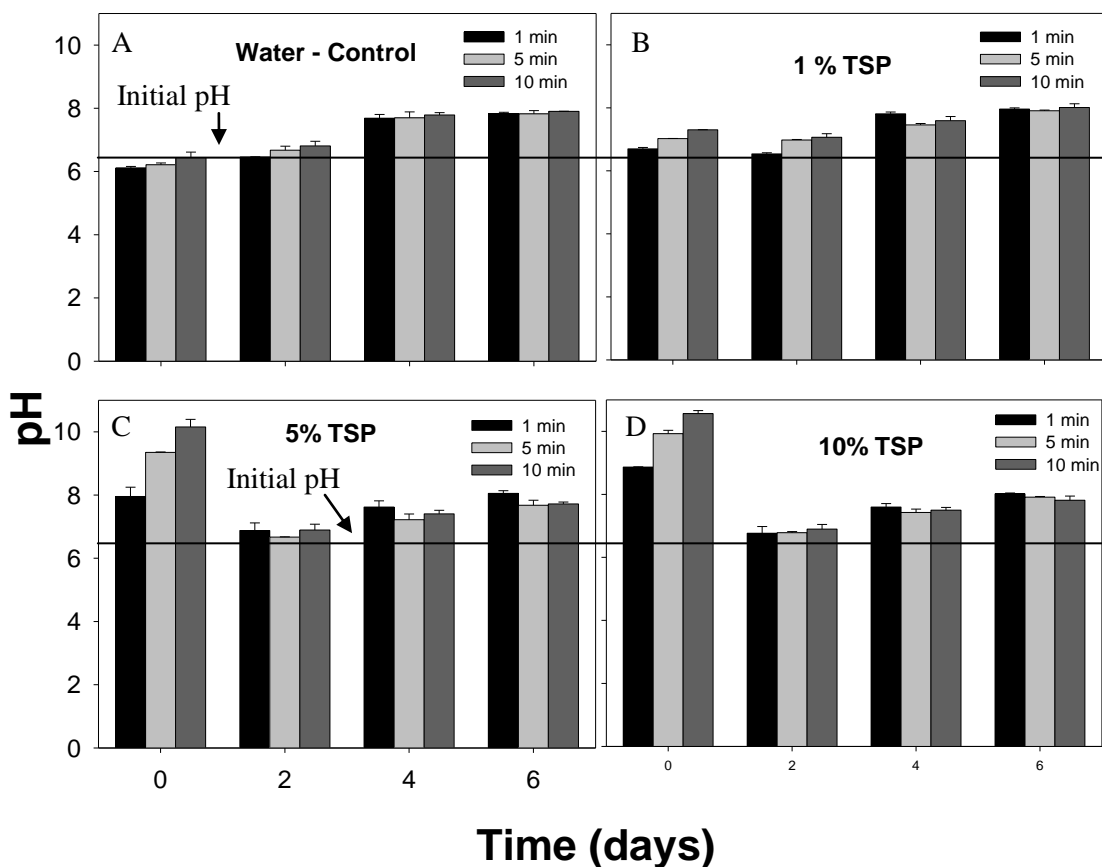 A
Water - Control
1 min
5 min
10 min
Initial pH
10
8
6
4
2
0
B
1 % TSP
1 min
5 min
10 min
pH
C
5% TSP
1 min
5 min
10 min
Initial pH
10
8
6
4
2
0
0 2 4 6
D
10% TSP
1 min
5 min
10 min
0 2 4 6
Time (days)